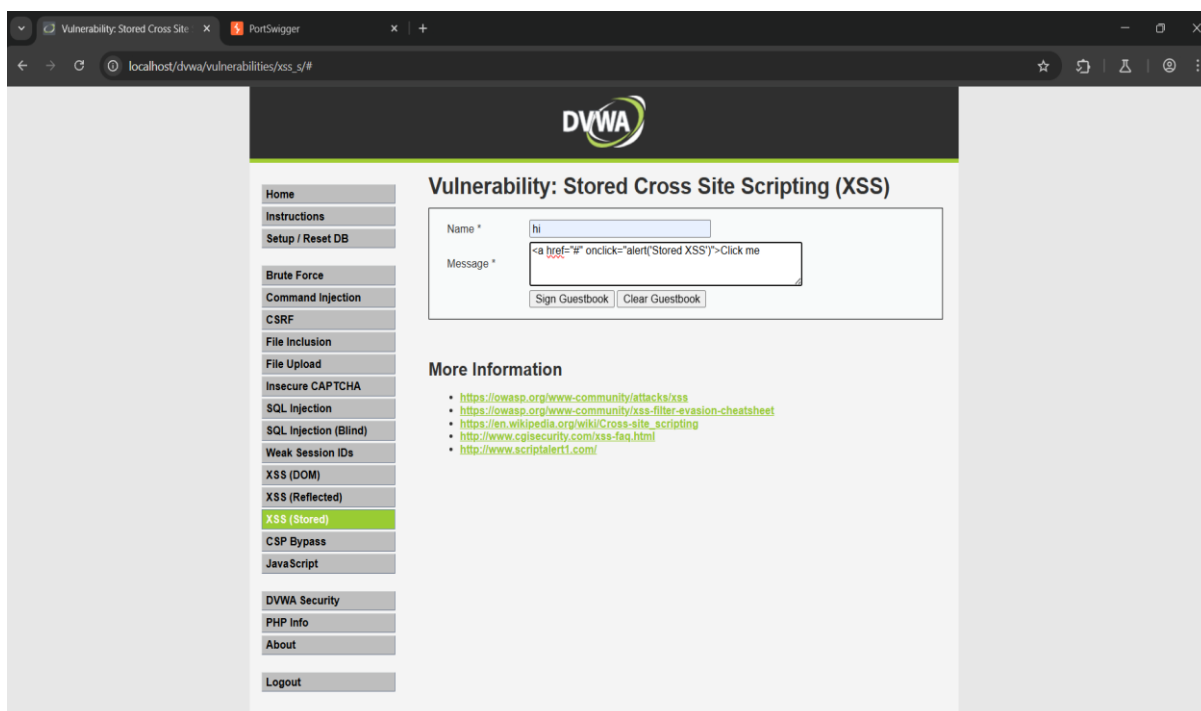 Vulnerability: Stored Cross Site
PortSwigger
localhost/dvwa/vulnerabilities/xss_s/#
DVWA
Home
Instructions
Setup / Reset DB
Brute Force
Command Injection
CSRF
File Inclusion
File Upload
Insecure CAPTCHA
SQL Injection
SQL Injection (Blind)
Weak Session IDs
XSS (DOM)
XSS (Reflected)
XSS (Stored)
CSP Bypass
JavaScript
DVWA Security
PHP Info
About
Logout
Vulnerability: Stored Cross Site Scripting (XSS)
Name * hi
Message * <a href="#" onclick="alert('Stored XSS')">Click me
Sign Guestbook Clear Guestbook
More Information
https://owasp.org/www-community/attacks/xss
https://owasp.org/www-community/xss-filter-evasion-cheatsheet
https://en.wikipedia.org/wiki/Cross-site_scripting
http://www.cgisecurity.com/xss-faq.html
http://www.scriptalert1.com/